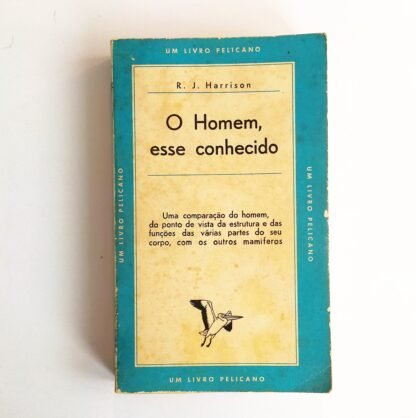 UM LIVRO PELICANO
R. J. Harrison
O Homem,
esse conhecido
UM LIVRO PELICANO
UM LIVRO PELICANO
Uma comparação do homem,
do ponto de vista da estrutura e das
funções das várias partes do seu
corpo, com os outros mamíferos
UM LIVRO PELICANO